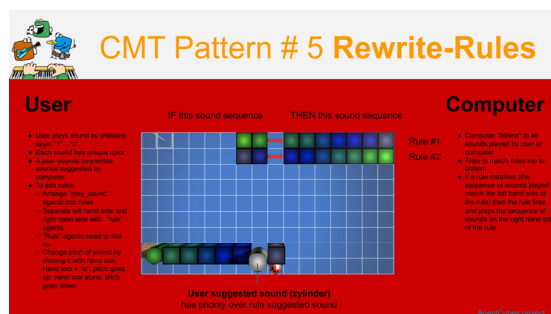 CMT Pattern # 5 Rewrite-Rules
User
IF this sound sequence
THEN this sound sequence
Computer
● User plays sound by pressing
keys: "1" .. "0"
● Each sound has unique color
● A user sounds overwrites
sounds suggested by
computer
● To edit rules:
○ Arrange "play_sound"
agents into rules
○ Separate left hand side and
right hand side with "rule"
agents.
○ "Rule" agents need to line
up
○ Change pitch of sound by
clicking it with hand tool.
Hand tool + "w": pitch goes
up, hand tool alone: pitch
goes down.
Rule #1
Rule #2
● Computer "listens" to all
sounds played by user or
computer
● Tries to match rules top to
bottom
● If a rule matches (the
sequence of sounds played
match the left hand side of
the rule) then the rule fires
and plays the sequence of
sounds on the right hand side
of the rule.
User suggested sound (zylinder)
has priority over rule suggested sound
AgentCubes project